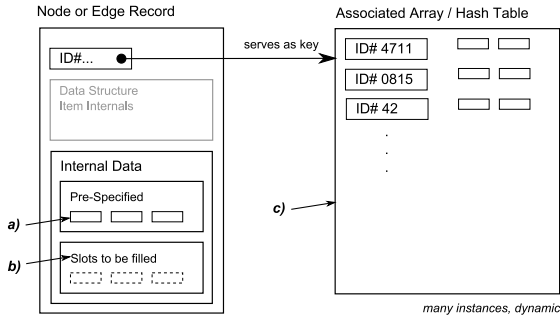 Node or Edge Record
Associated Array / Hash Table
ID#...
serves as key
ID# 4711
ID# 0815
ID# 42
.
.
.
Data Structure
Item Internals
Internal Data
Pre-Specified
a)
b)
Slots to be filled
c)
many instances, dynamic